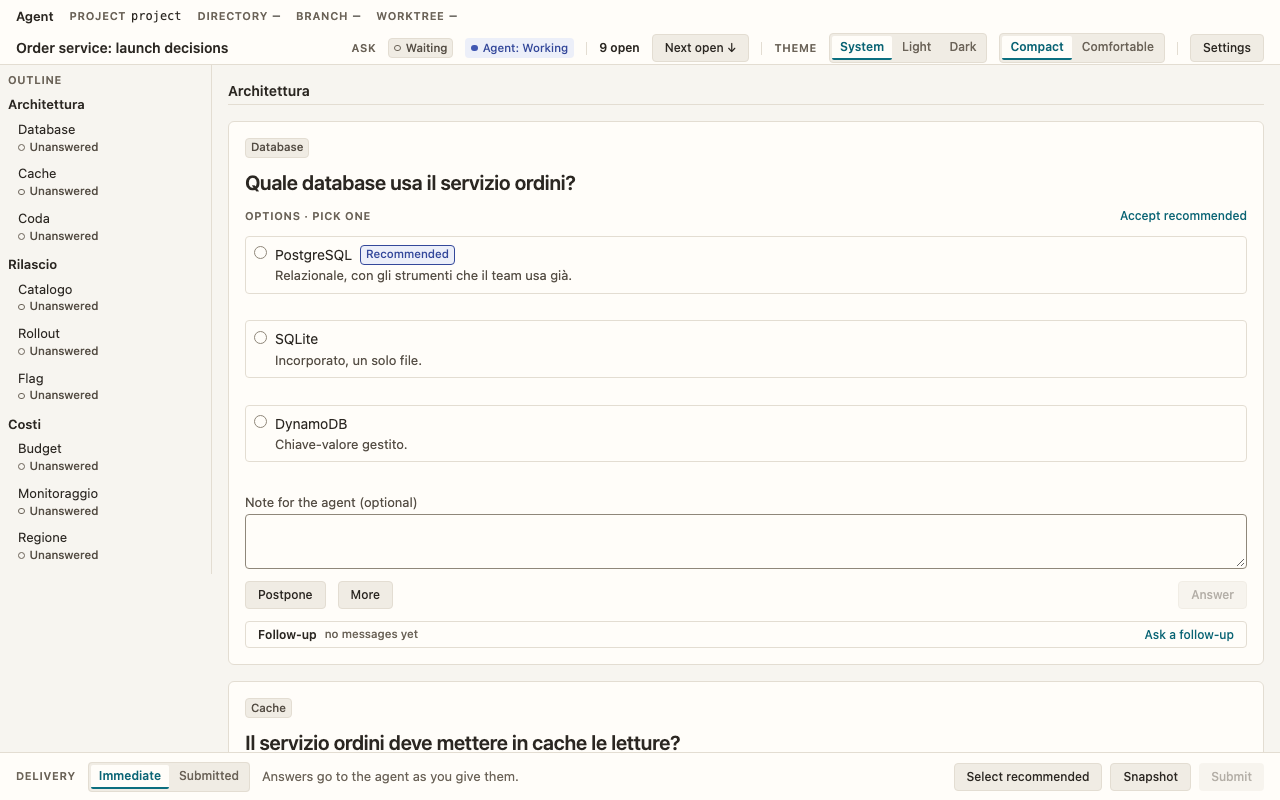 Agent PROJECT project DIRECTORY – BRANCH – WORKTREE –
Order service: launch decisions ASK Waiting Agent: Working 9 open Next open ↓ THEME System Light Dark Compact Comfortable Settings
OUTLINE
Architettura
Database
Unanswered
Cache
Unanswered
Coda
Unanswered
Rilascio
Catalogo
Unanswered
Rollout
Unanswered
Flag
Unanswered
Costi
Budget
Unanswered
Monitoraggio
Unanswered
Regione
Unanswered
Architettura
Database
Quale database usa il servizio ordini?
OPTIONS · PICK ONE Accept recommended
PostgreSQL Recommended
Relazionale, con gli strumenti che il team usa già.
SQLite
Incorporato, un solo file.
DynamoDB
Chiave-valore gestito.
Note for the agent (optional)
Postpone More Answer
Follow-up no messages yet Ask a follow-up
Cache
Il servizio ordini deve mettere in cache le letture?
DELIVERY Immediate Submitted Answers go to the agent as you give them. Select recommended Snapshot Submit